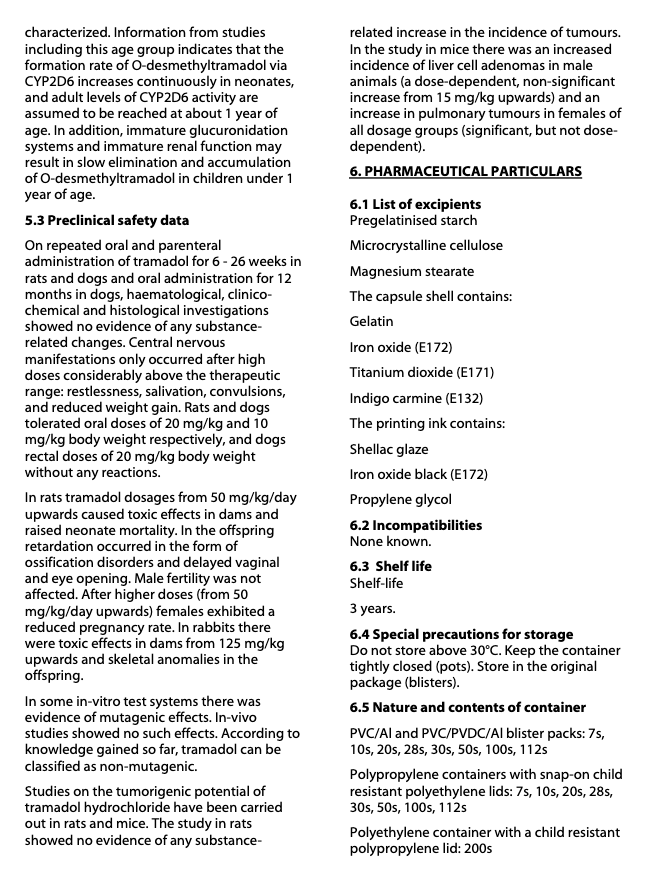 characterized. Information from studies
including this age group indicates that the
formation rate of O-desmethyltramadol via
CYP2D6 increases continuously in neonates,
and adult levels of CYP2D6 activity are
assumed to be reached at about 1 year of
age. In addition, immature glucuronidation
systems and immature renal function may
result in slow elimination and accumulation
of O-desmethyltramadol in children under 1
year of age.
5.3 Preclinical safety data
On repeated oral and parenteral
administration of tramadol for 6 - 26 weeks in
rats and dogs and oral administration for 12
months in dogs, haematological, clinico-
chemical and histological investigations
showed no evidence of any substance-
related changes. Central nervous
manifestations only occurred after high
doses considerably above the therapeutic
range: restlessness, salivation, convulsions,
and reduced weight gain. Rats and dogs
tolerated oral doses of 20 mg/kg and 10
mg/kg body weight respectively, and dogs
rectal doses of 20 mg/kg body weight
without any reactions.
In rats tramadol dosages from 50 mg/kg/day
upwards caused toxic effects in dams and
raised neonate mortality. In the offspring
retardation occurred in the form of
ossification disorders and delayed vaginal
and eye opening. Male fertility was not
affected. After higher doses (from 50
mg/kg/day upwards) females exhibited a
reduced pregnancy rate. In rabbits there
were toxic effects in dams from 125 mg/kg
upwards and skeletal anomalies in the
offspring.
In some in-vitro test systems there was
evidence of mutagenic effects. In-vivo
studies showed no such effects. According to
knowledge gained so far, tramadol can be
classified as non-mutagenic.
Studies on the tumorigenic potential of
tramadol hydrochloride have been carried
out in rats and mice. The study in rats
showed no evidence of any substance-
related increase in the incidence of tumours.
In the study in mice there was an increased
incidence of liver cell adenomas in male
animals (a dose-dependent, non-significant
increase from 15 mg/kg upwards) and an
increase in pulmonary tumours in females of
all dosage groups (significant, but not dose-
dependent).
6. PHARMACEUTICAL PARTICULARS
6.1 List of excipients
Pregelatinised starch
Microcrystalline cellulose
Magnesium stearate
The capsule shell contains:
Gelatin
Iron oxide (E172)
Titanium dioxide (E171)
Indigo carmine (E132)
The printing ink contains:
Shellac glaze
Iron oxide black (E172)
Propylene glycol
6.2 Incompatibilities
None known.
6.3 Shelf life
Shelf-life
3 years.
6.4 Special precautions for storage
Do not store above 30°C. Keep the container
tightly closed (pots). Store in the original
package (blisters).
6.5 Nature and contents of container
PVC/Al and PVC/PVDC/Al blister packs: 7s,
10s, 20s, 28s, 30s, 50s, 100s, 112s
Polypropylene containers with snap-on child
resistant polyethylene lids: 7s, 10s, 20s, 28s,
30s, 50s, 100s, 112s
Polyethylene container with a child resistant
polypropylene lid: 200s